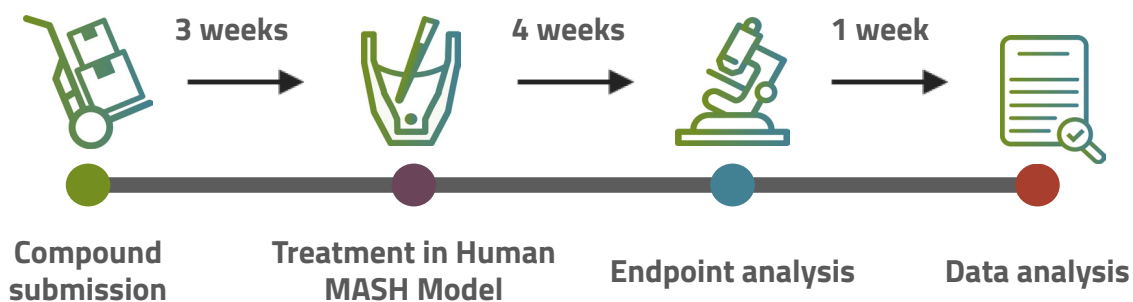 3 weeks
4 weeks
1 week
Compound
submission
Treatment in Human
MASH Model
Endpoint analysis
Data analysis